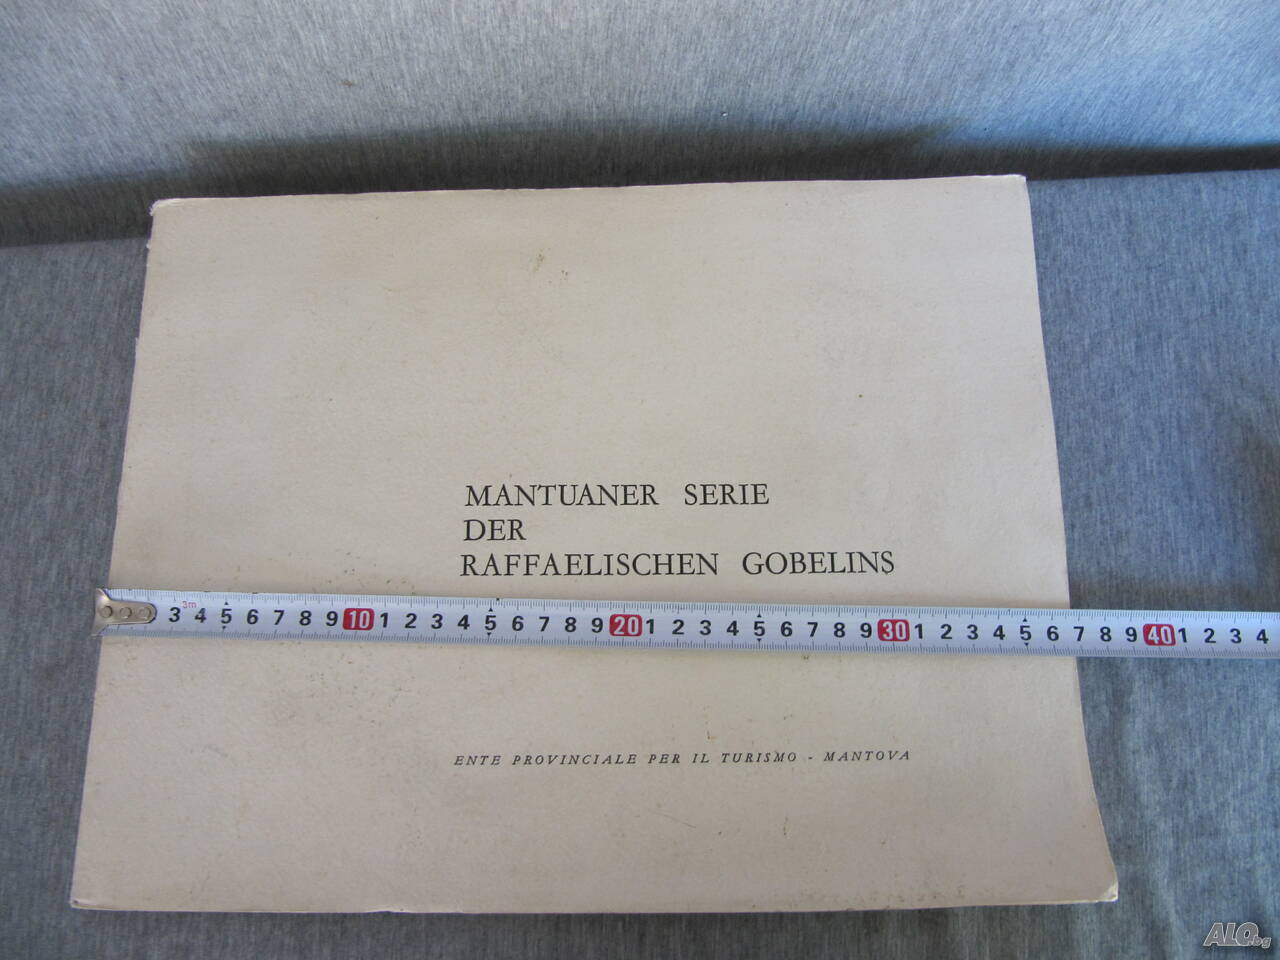 MANTUANER SERIE
DER
RAFFAELISCHEN GOBELINS
3m
3 4 5 6 7 8 9 10 1 2 3 4 5 6 7 8 9 20 1 2 3 4 5 6 7 8 9 30 1 2 3 4 5 6 7 8 9 40 1 2 3 4
ENTE PROVINCIALE PER IL TURISMO - MANTOVA
ALO.bg